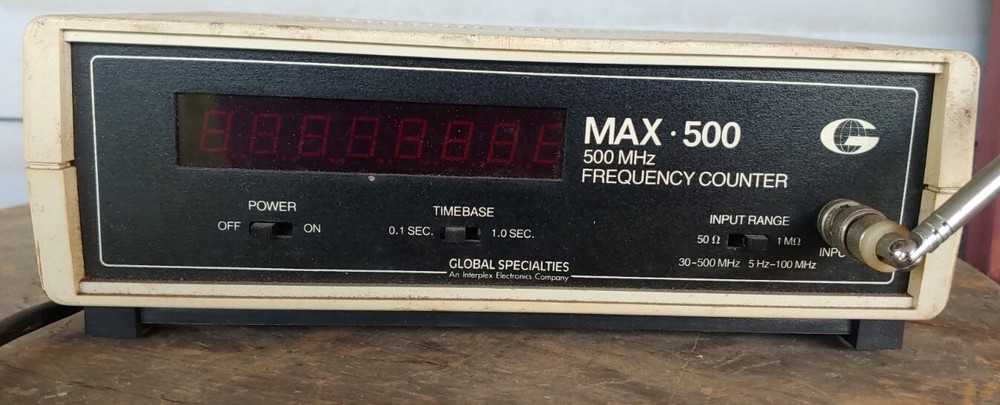 MAX · 500
500 MHz
FREQUENCY COUNTER
POWER
OFF ON
TIMEBASE
0.1 SEC. 1.0 SEC.
INPUT RANGE
50 Ω 1 MΩ
30-500 MHz 5 Hz-100 MHz
GLOBAL SPECIALTIES
An Interplex Electronics Company